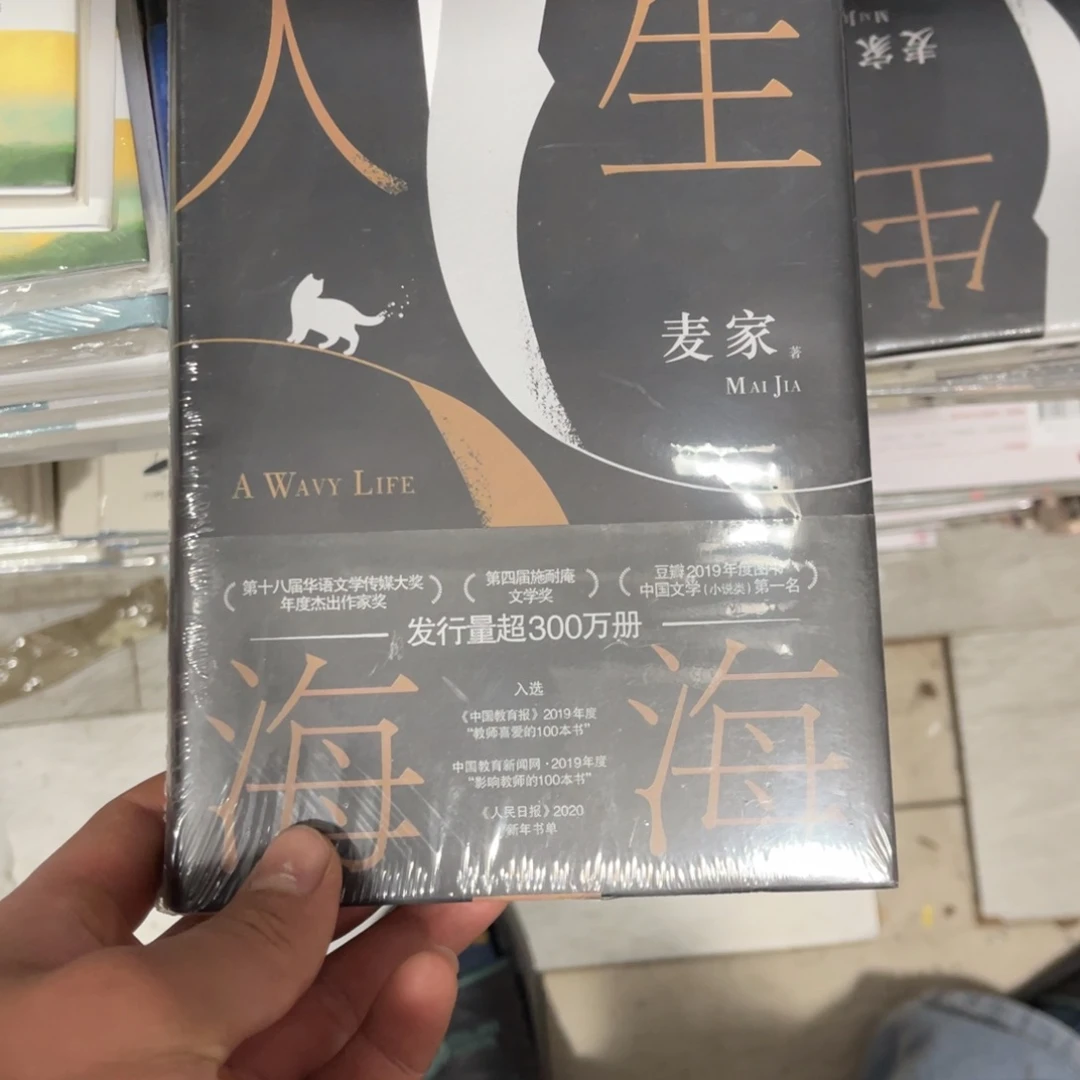 人生
麦家 著
MAI JIA
A WAVY LIFE
第十八届华语文学传媒大奖
年度杰出作家奖
第四届施耐庵
文学奖
豆瓣2019年度图书
中国文学(小说类)第一名
发行量超300万册
海海
入选
《中国教育报》2019年度
“教师喜爱的100本书”
中国教育新闻网·2019年度
“影响教师的100本书”
《人民日报》2020
新年书单
麦家
MAI JIA
生